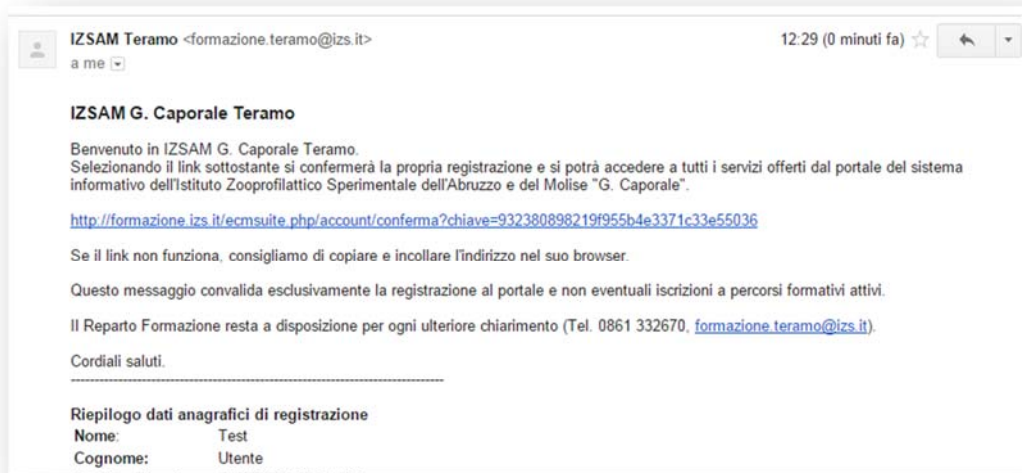 IZSAM Teramo <formazione.teramo@izs.it>
12:29 (0 minuti fa)
a me
IZSAM G. Caporale Teramo
Benvenuto in IZSAM G. Caporale Teramo.
Selezionando il link sottostante si confermerà la propria registrazione e si potrà accedere a tutti i servizi offerti dal portale del sistema
informativo dell'Istituto Zooprofilattico Sperimentale dell'Abruzzo e del Molise "G. Caporale".
http://formazione.izs.it/ecmsuite.php/account/conferma?chiave=932380898219f955b4e3371c33e55036
Se il link non funziona, consigliamo di copiare e incollare l'indirizzo nel suo browser.
Questo messaggio convalida esclusivamente la registrazione al portale e non eventuali iscrizioni a percorsi formativi attivi.
Il Reparto Formazione resta a disposizione per ogni ulteriore chiarimento (Tel. 0861 332670, formazione.teramo@izs.it).
Cordiali saluti.
--------------------------------------------------------------------------------
Riepilogo dati anagrafici di registrazione
Nome: Test
Cognome: Utente